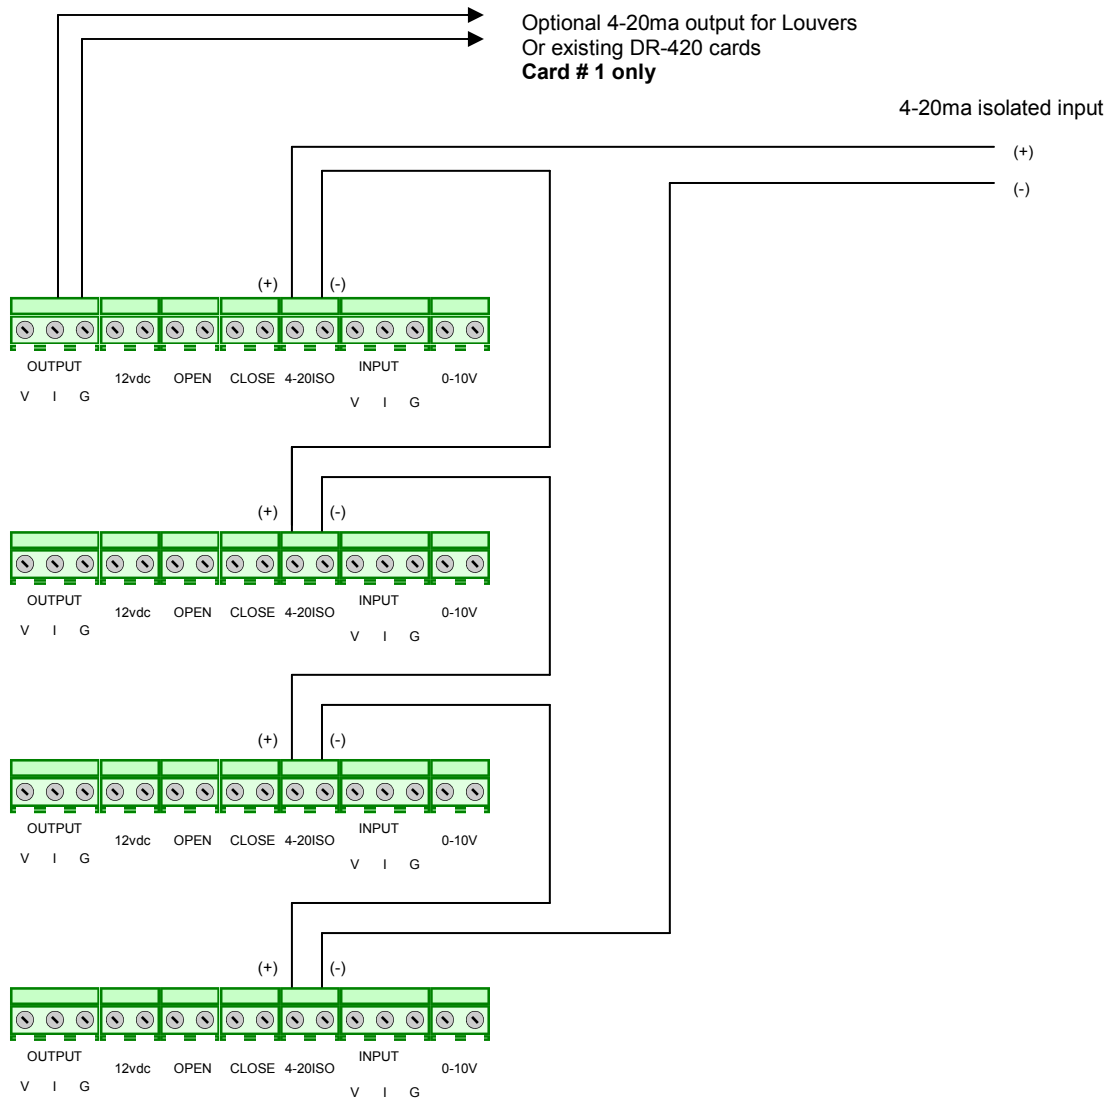 Optional 4-20ma output for Louvers
Or existing DR-420 cards
Card # 1 only
4-20ma isolated input
(+)
(-)
(+) (-)
OUTPUT 12vdc OPEN CLOSE 4-20ISO INPUT 0-10V
V I G V I G
(+) (-)
OUTPUT 12vdc OPEN CLOSE 4-20ISO INPUT 0-10V
V I G V I G
(+) (-)
OUTPUT 12vdc OPEN CLOSE 4-20ISO INPUT 0-10V
V I G V I G
(+) (-)
OUTPUT 12vdc OPEN CLOSE 4-20ISO INPUT 0-10V
V I G V I G